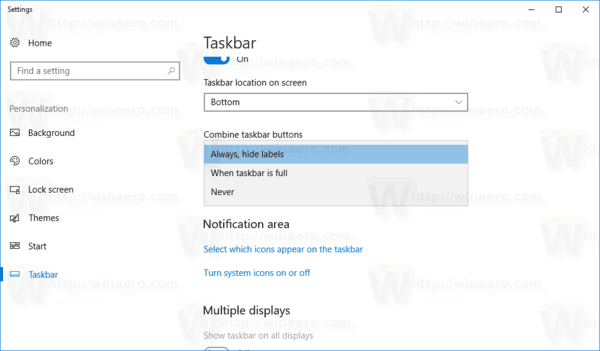 Settings
Home
Find a setting
Personalization
Background
Colors
Lock screen
Themes
Start
Taskbar
Taskbar
On
Taskbar location on screen
Bottom
Combine taskbar buttons
Always, hide labels
When taskbar is full
Never
Notification area
Select which icons appear on the taskbar
Turn system icons on or off
Multiple displays
Show taskbar on all displays
http://winaero.com